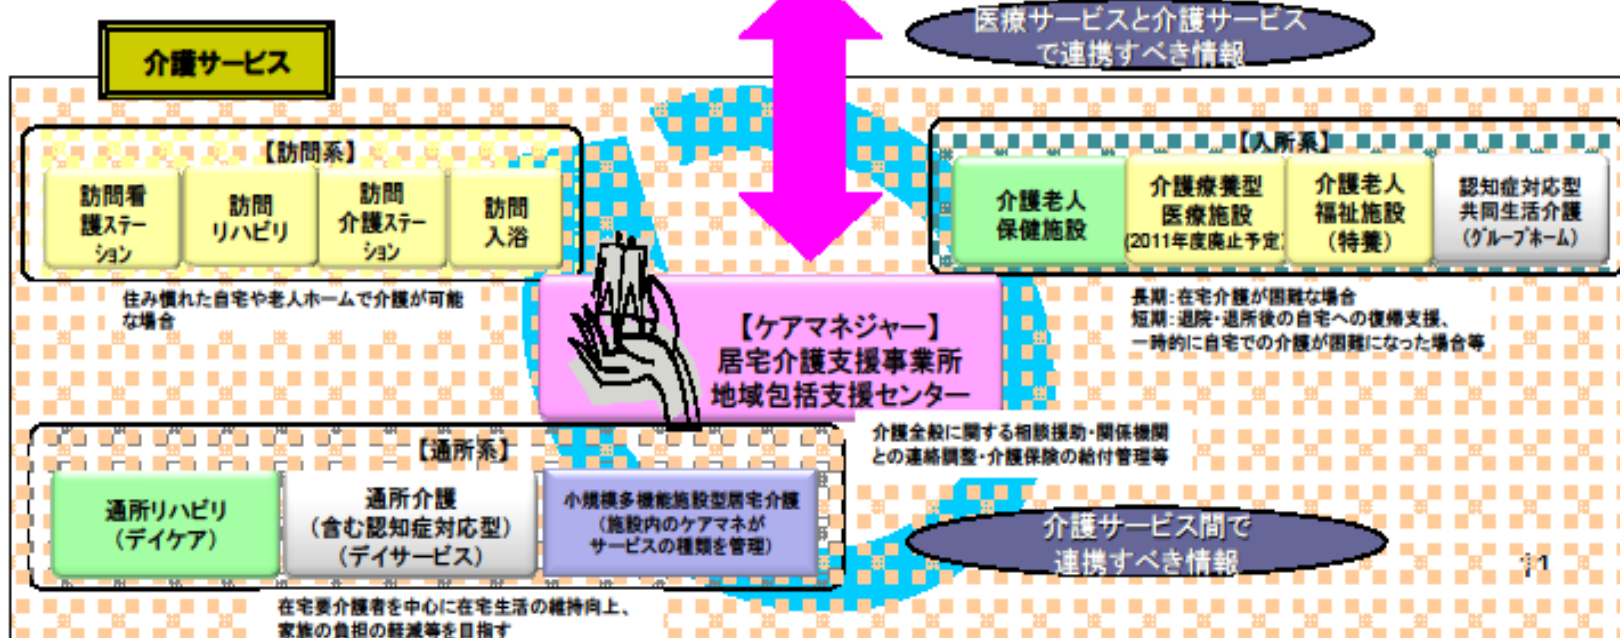 医療サービスと介護サービス
で連携すべき情報
介護サービス
【訪問系】
訪問看
護ステー
ション
訪問
リハビリ
訪問
介護ステー
ション
訪問
入浴
住み慣れた自宅や老人ホームで介護が可能
な場合
【入所系】
介護老人
保健施設
介護療養型
医療施設
(2011年度廃止予定)
介護老人
福祉施設
(特養)
認知症対応型
共同生活介護
(グループホーム)
長期:在宅介護が困難な場合
短期:退院・退所後の自宅への復帰支援、
一時的に自宅での介護が困難になった場合等
【ケアマネジャー】
居宅介護支援事業所
地域包括支援センター
介護全般に関する相談援助・関係機関
との連絡調整・介護保険の給付管理等
【通所系】
通所リハビリ
(デイケア)
通所介護
(含む認知症対応型)
(デイサービス)
小規模多機能施設型居宅介護
(施設内のケアマネが
サービスの種類を管理)
在宅要介護者を中心に在宅生活の維持向上、
家族の負担の軽減等を目指す
介護サービス間で
連携すべき情報